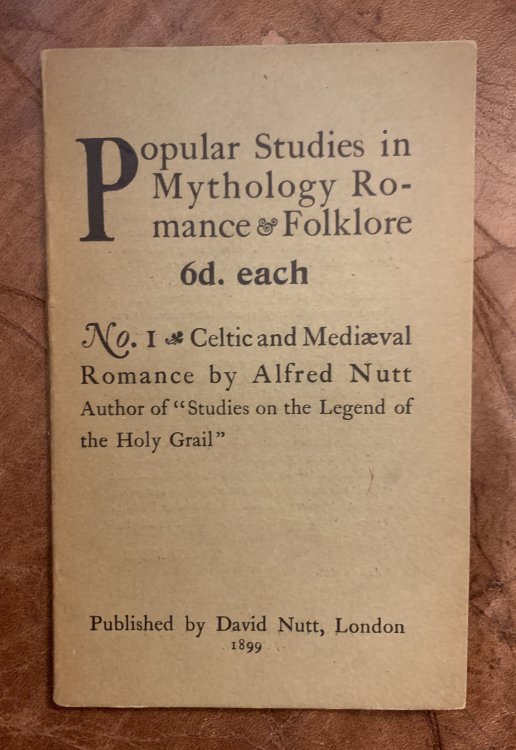 Popular Studies in
Mythology Ro-
mance & Folklore
6d. each
No. I ❧ Celtic and Mediæval
Romance by Alfred Nutt
Author of "Studies on the Legend of
the Holy Grail"
Published by David Nutt, London
1899